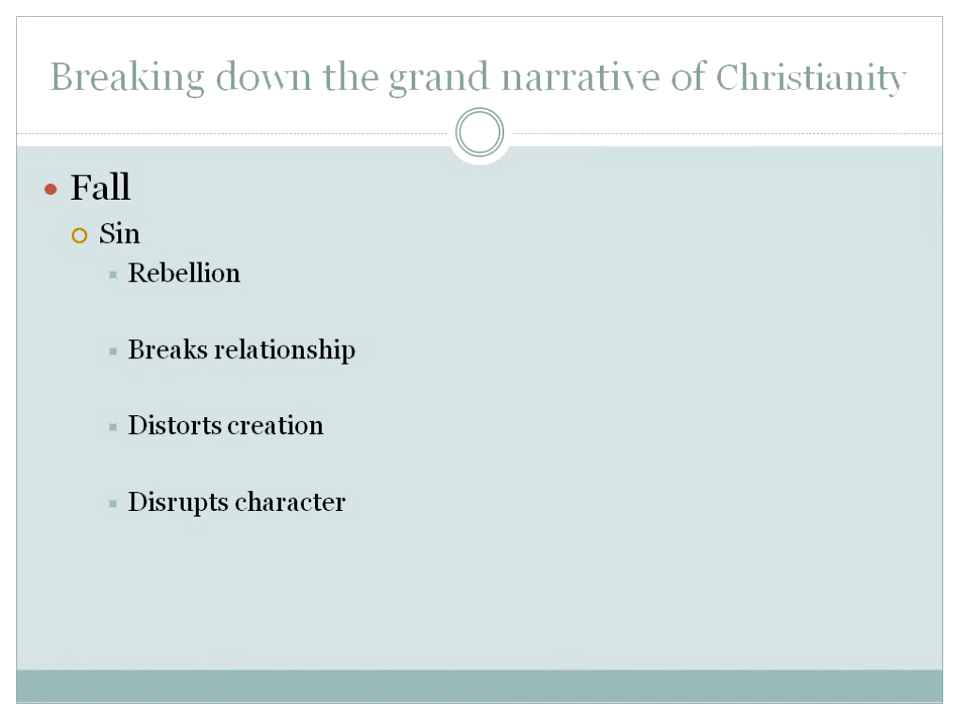 Breaking down the grand narrative of Christianity
Fall
Sin
Rebellion
Breaks relationship
Distorts creation
Disrupts character